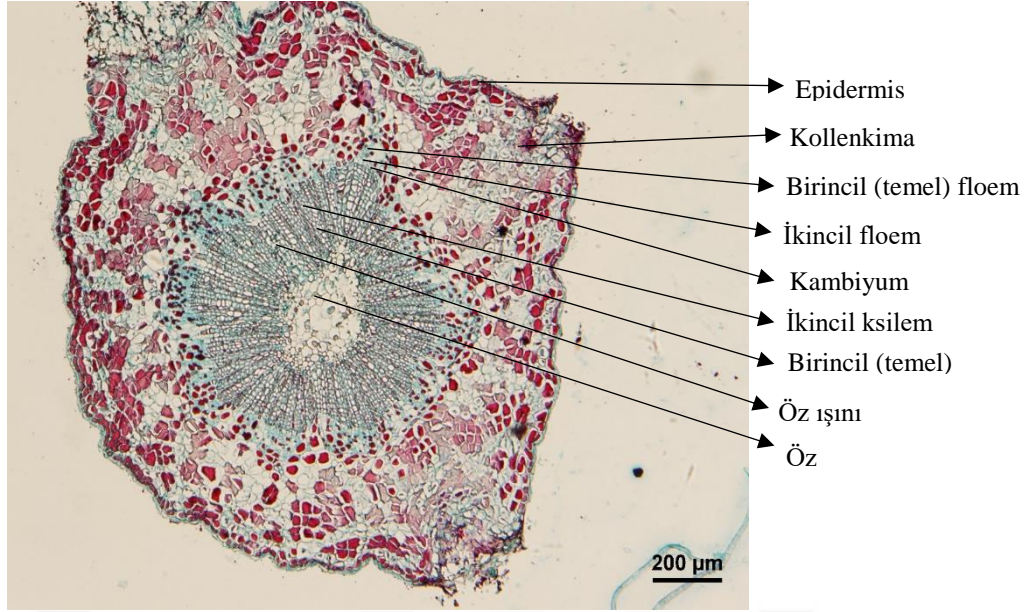 Epidermis
Kollenkima
Birincil (temel) floem
İkincil floem
Kambiyum
İkincil ksilem
Birincil (temel)
Öz ışını
Öz
200 µm